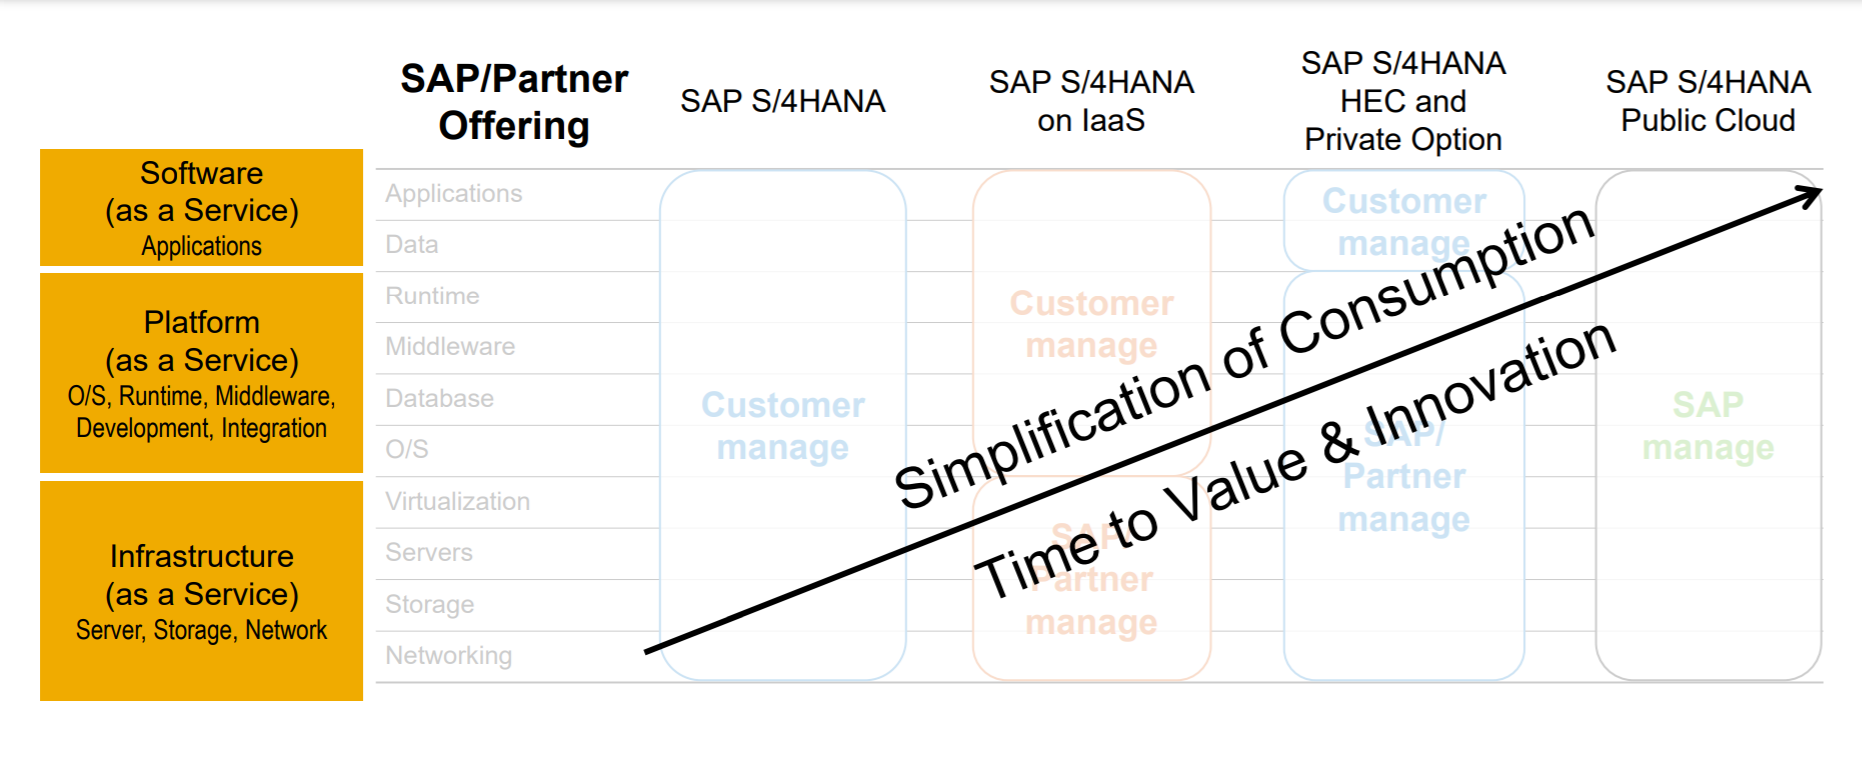 SAP/Partner
Offering
SAP S/4HANA
SAP S/4HANA
on IaaS
SAP S/4HANA
HEC and
Private Option
SAP S/4HANA
Public Cloud
Software
(as a Service)
Applications
Platform
(as a Service)
O/S, Runtime, Middleware,
Development, Integration
Infrastructure
(as a Service)
Server, Storage, Network
Applications
Data
Runtime
Middleware
Database
O/S
Virtualization
Servers
Storage
Networking
Customer
manage
Customer
manage
SAP/
Partner
manage
Customer
manage
SAP/
Partner
manage
SAP
manage
Simplification of Consumption
Time to Value & Innovation